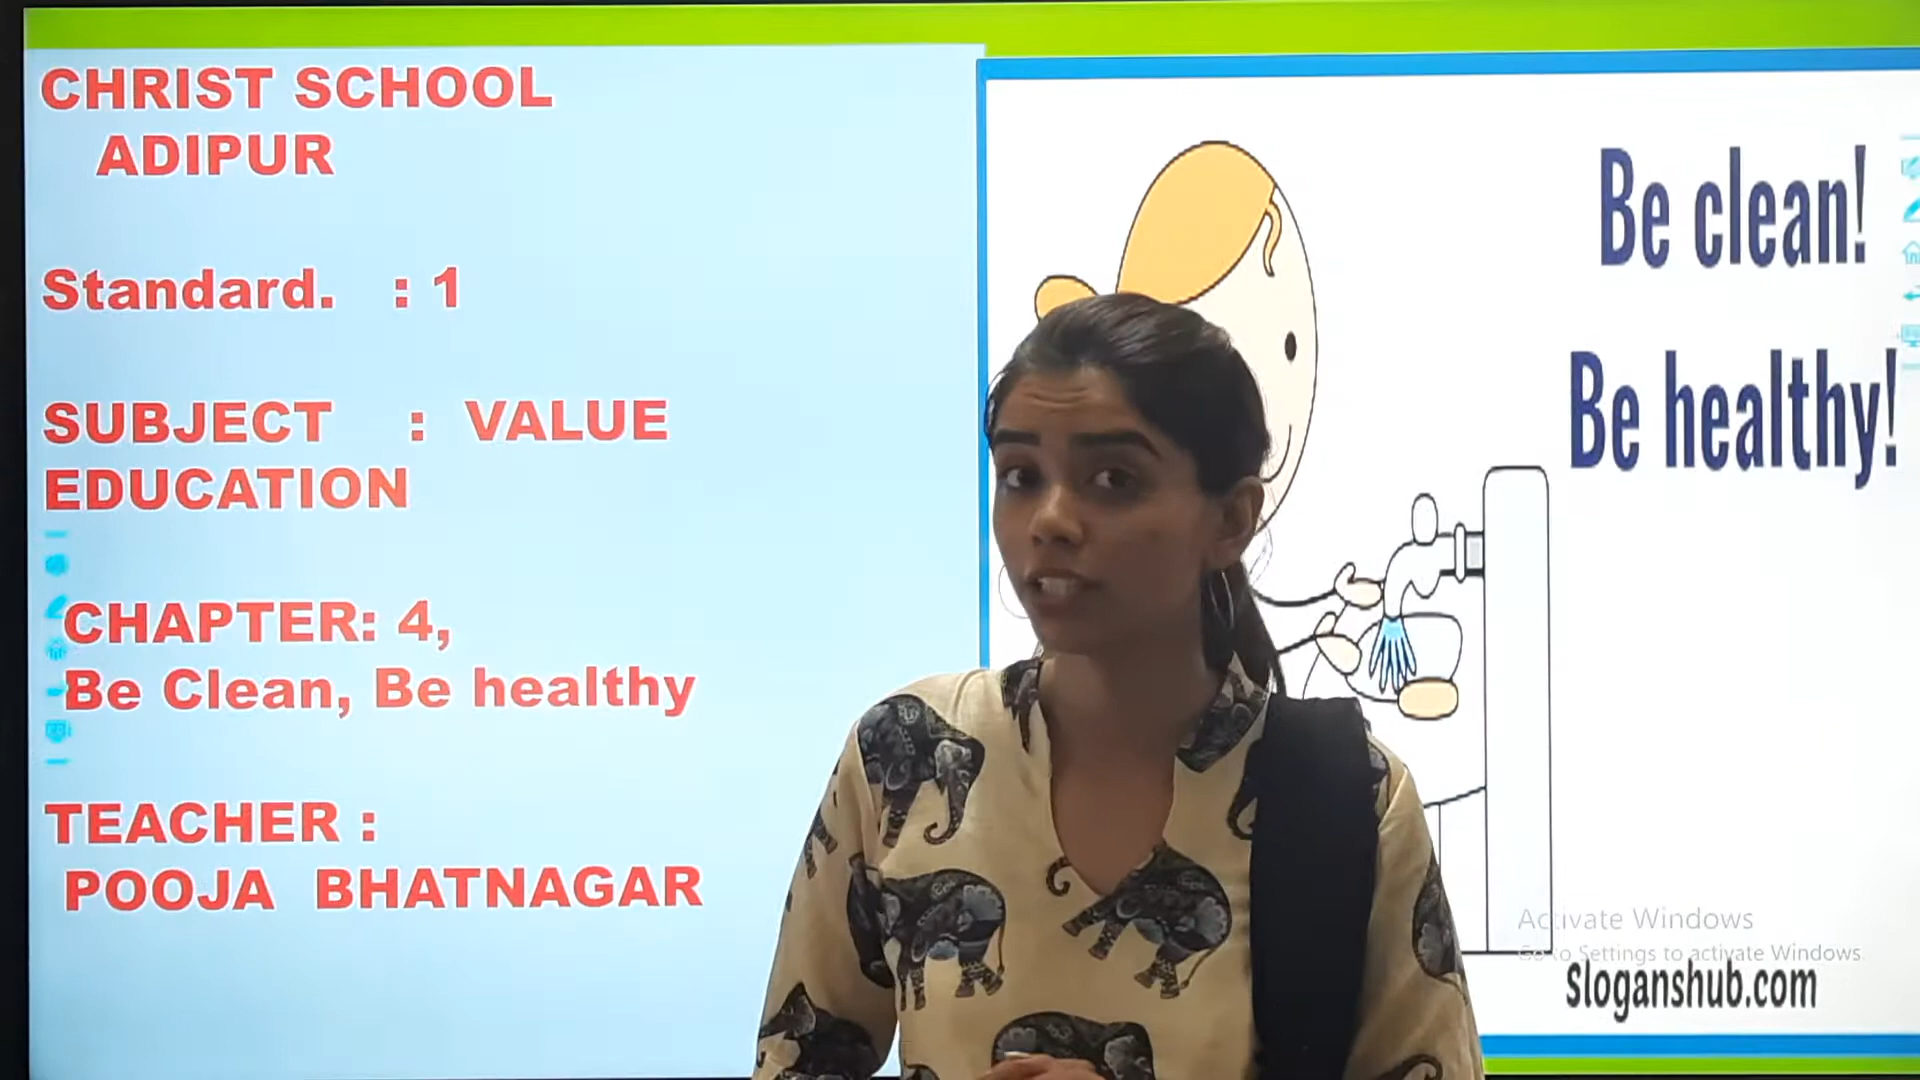 CHRIST SCHOOL
ADIPUR
Standard. : 1
SUBJECT : VALUE
EDUCATION
CHAPTER: 4,
Be Clean, Be healthy
TEACHER :
POOJA BHATNAGAR
Be clean!
Be healthy!
Activate Windows
Go to Settings to activate Windows
Sloganshub.com